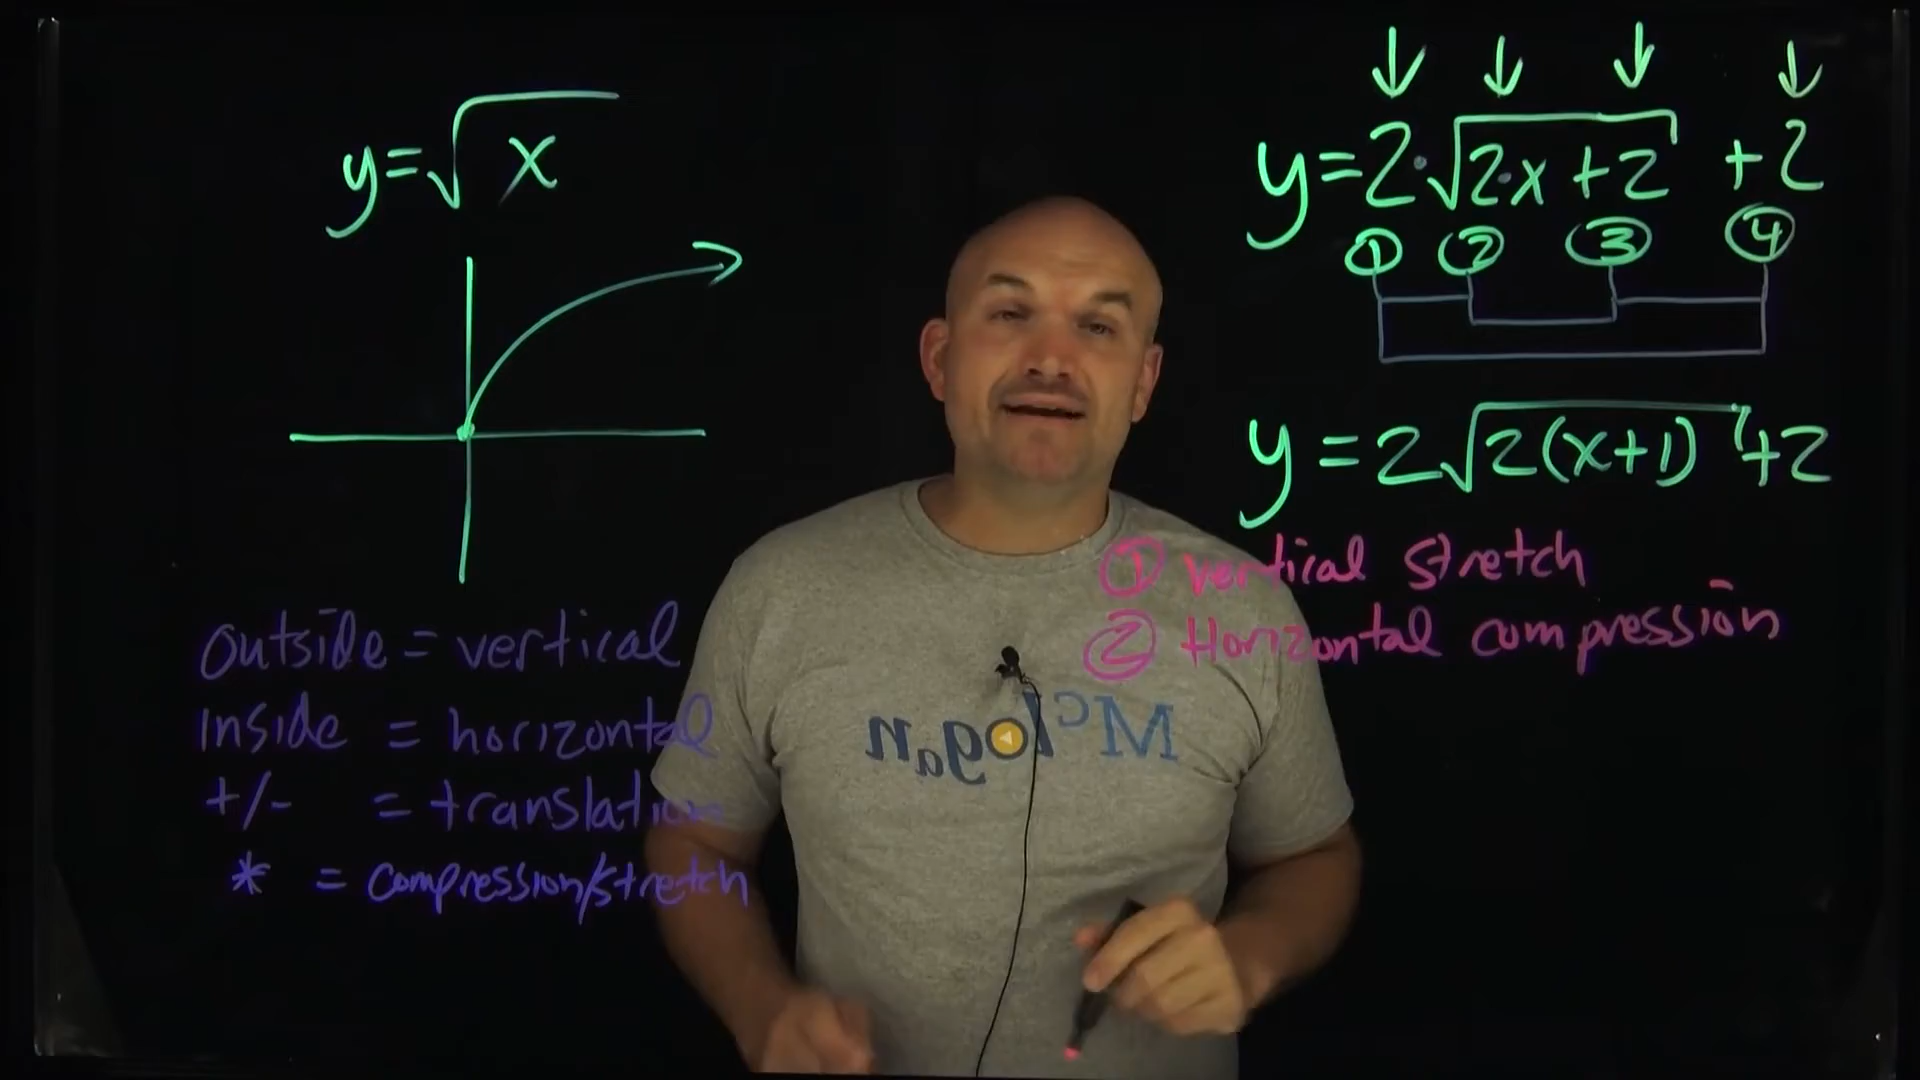 y=√x
outside = vertical
inside = horizontal
+/- = translation
* = compression/stretch
↓ ↓ ↓ ↓
y=2·√2·x+2 +2
① ② ③ ④
y=2√2(x+1) +2
① vertical stretch
② Horizontal compression
McLogan